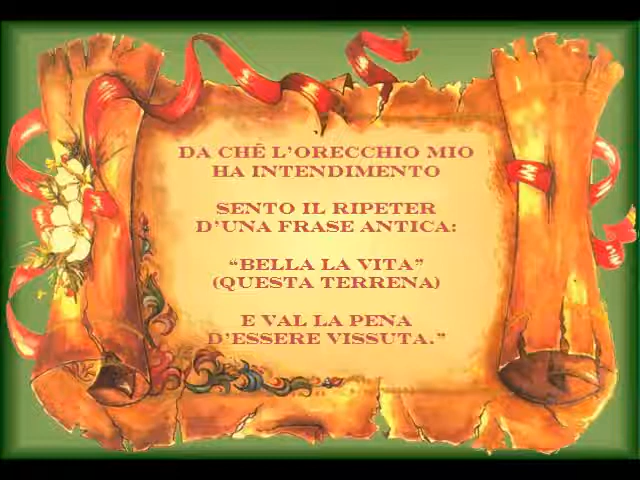 DA CHÉ L'ORECCHIO MIO
HA INTENDIMENTO
SENTO IL RIPETER
D'UNA FRASE ANTICA:
“BELLA LA VITA”
(QUESTA TERRENA)
E VAL LA PENA
D'ESSERE VISSUTA.”